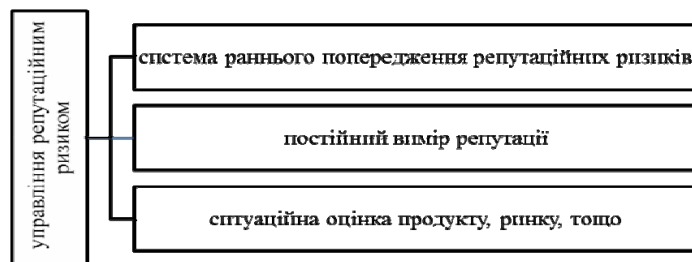 управління репутаційним
ризиком
система раннього попередження репутаційних ризиків
постійний вимір репутації
ситуаційна оцінка продукту, ринку, тощо